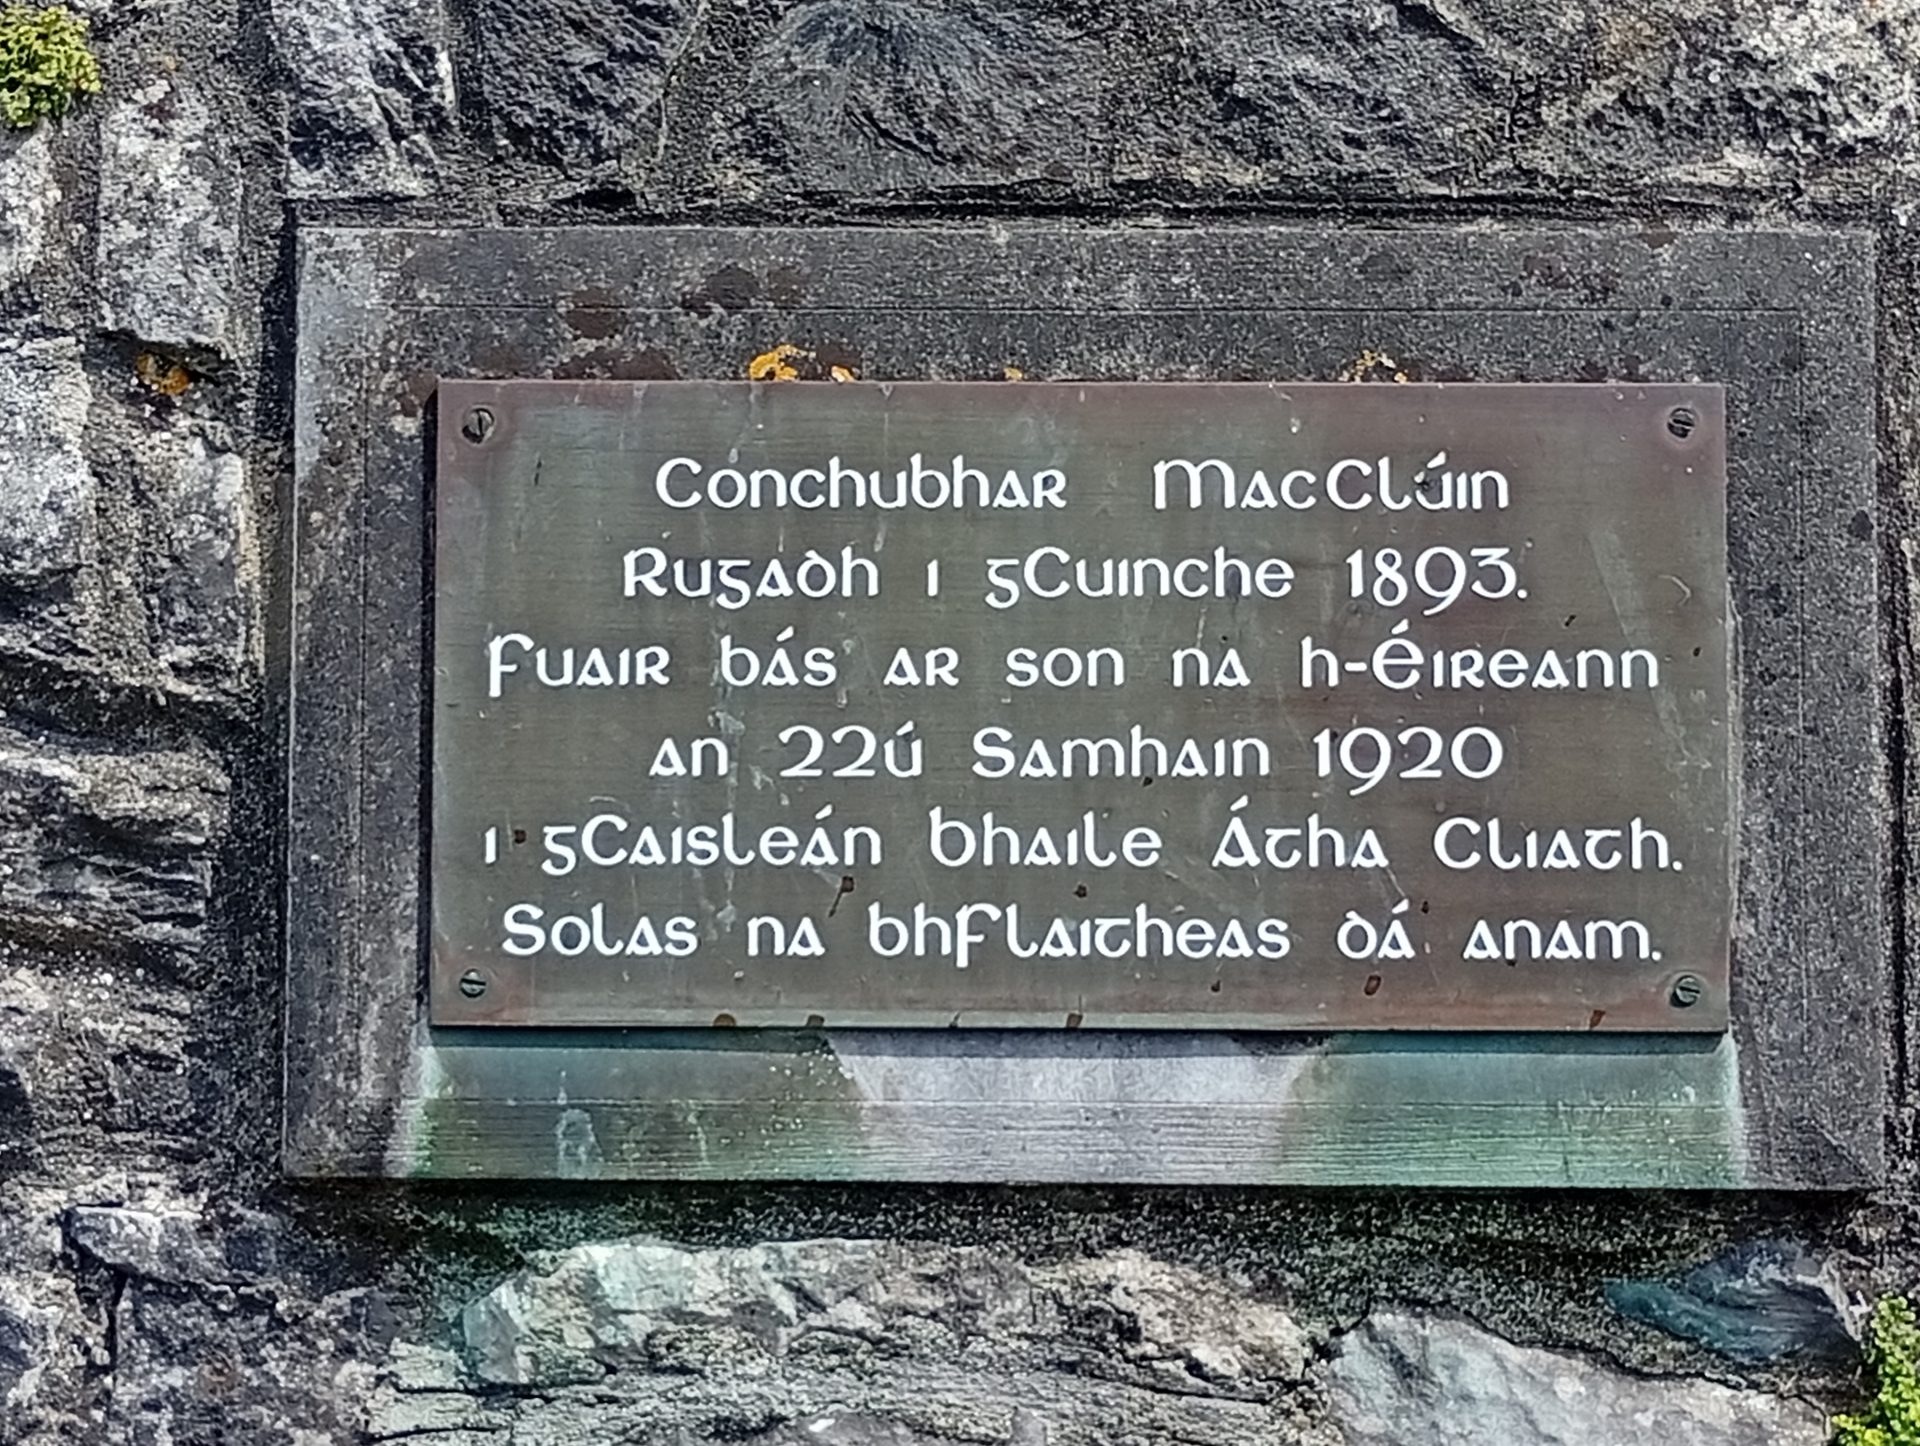 Conchubhar MacClúin
Rugadh i gCuinche 1893.
Fuair bás ar son na h-Éireann
an 22ú Samhain 1920
i gCaisleán Bhaile Átha Cliath.
Solas na bhFlaitheas dá anam.